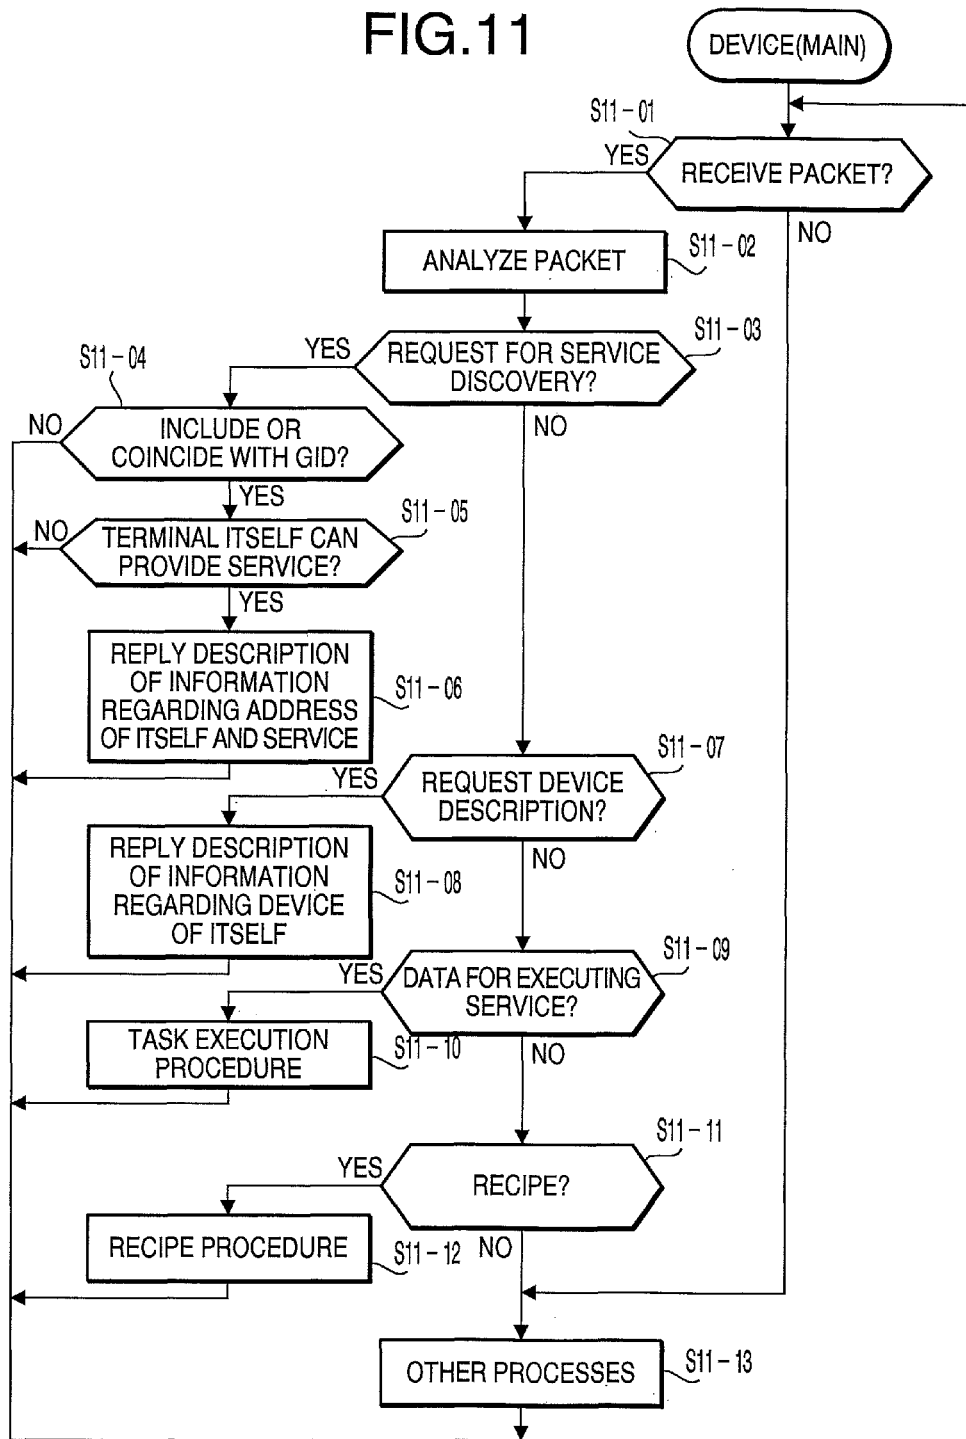 FIG.11
DEVICE(MAIN)
S11-01
YES
RECEIVE PACKET?
NO
ANALYZE PACKET
S11-02
S11-03
YES
REQUEST FOR SERVICE
DISCOVERY?
NO
S11-04
NO
INCLUDE OR
COINCIDE WITH GID?
YES
S11-05
NO
TERMINAL ITSELF CAN
PROVIDE SERVICE?
YES
REPLY DESCRIPTION
OF INFORMATION
REGARDING ADDRESS
OF ITSELF AND SERVICE
S11-06
S11-07
YES
REQUEST DEVICE
DESCRIPTION?
NO
REPLY DESCRIPTION
OF INFORMATION
REGARDING DEVICE
OF ITSELF
S11-08
S11-09
YES
DATA FOR EXECUTING
SERVICE?
NO
TASK EXECUTION
PROCEDURE
S11-10
S11-11
YES
RECIPE?
NO
RECIPE PROCEDURE
S11-12
OTHER PROCESSES
S11-13